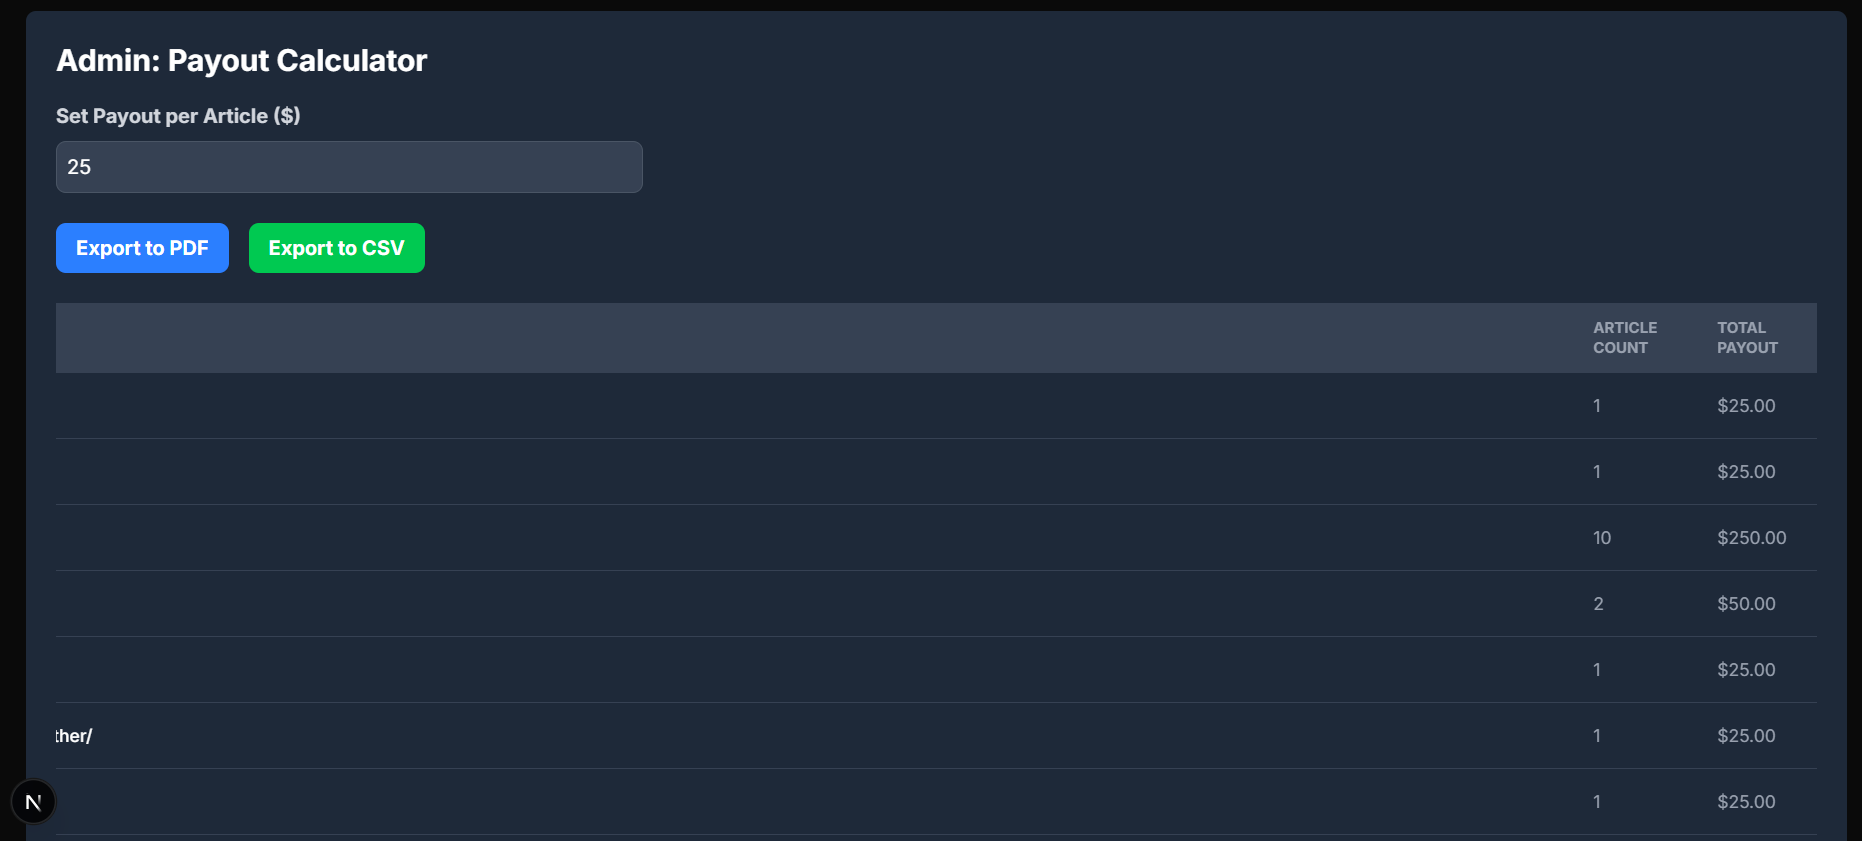 Admin: Payout Calculator
Set Payout per Article ($)
25
Export to PDF Export to CSV
ARTICLE COUNT TOTAL PAYOUT
1 $25.00
1 $25.00
10 $250.00
2 $50.00
1 $25.00
ther/ 1 $25.00
N 1 $25.00